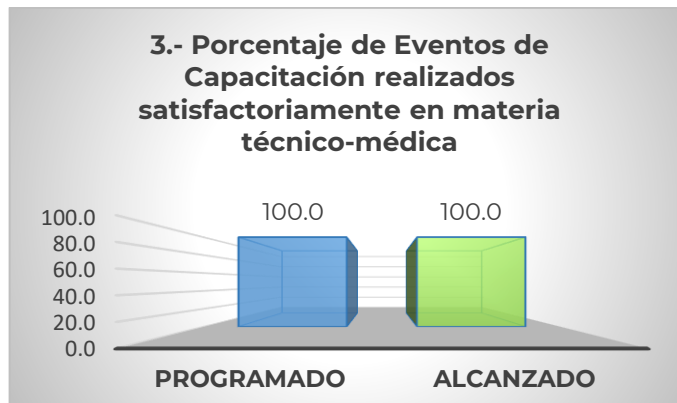 3.- Porcentaje de Eventos de
Capacitación realizados
satisfactoriamente en materia
técnico-médica
100.0 100.0
100.0
80.0
60.0
40.0
20.0
0.0
PROGRAMADO ALCANZADO